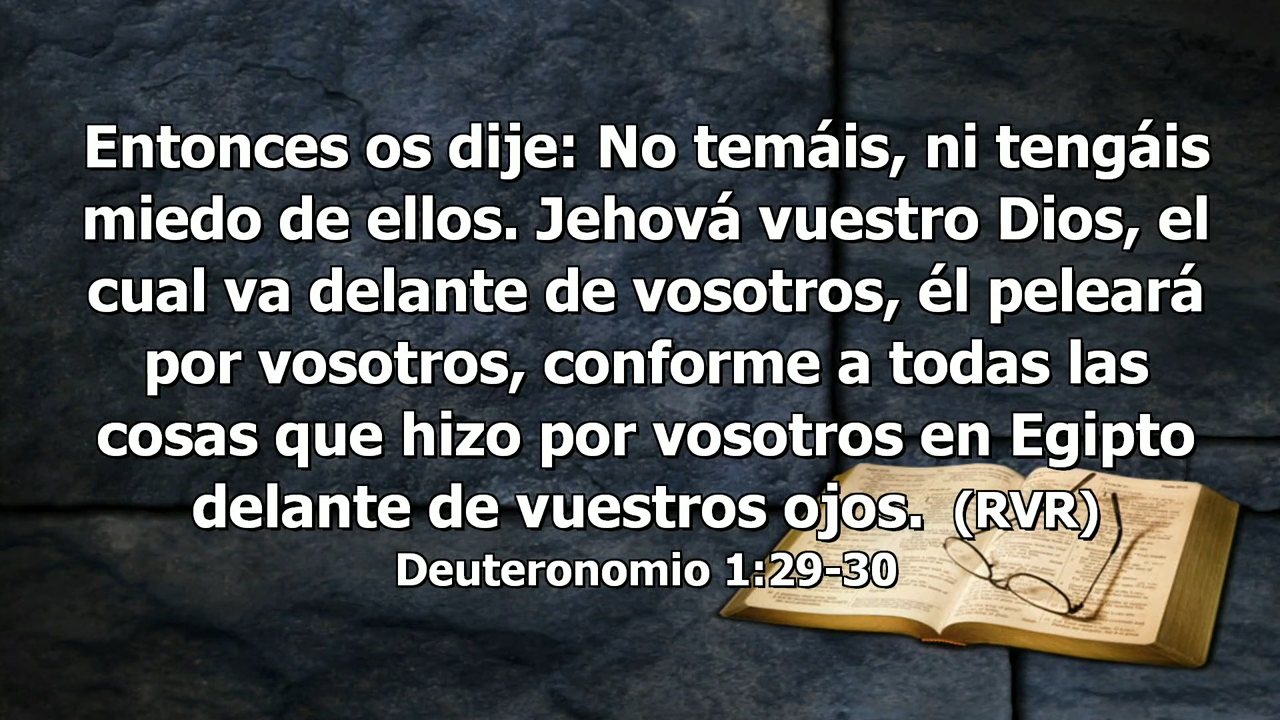 Entonces os dije: No temáis, ni tengáis
miedo de ellos. Jehová vuestro Dios, el
cual va delante de vosotros, él peleará
por vosotros, conforme a todas las
cosas que hizo por vosotros en Egipto
delante de vuestros ojos. (RVR)
Deuteronomio 1:29-30